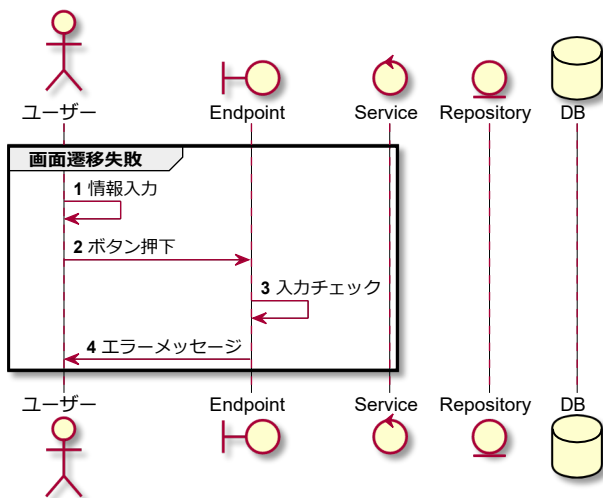 ユーザー Endpoint Service Repository DB
画面遷移失敗
1 情報入力
2 ボタン押下
3 入力チェック
4 エラーメッセージ
ユーザー Endpoint Service Repository DB